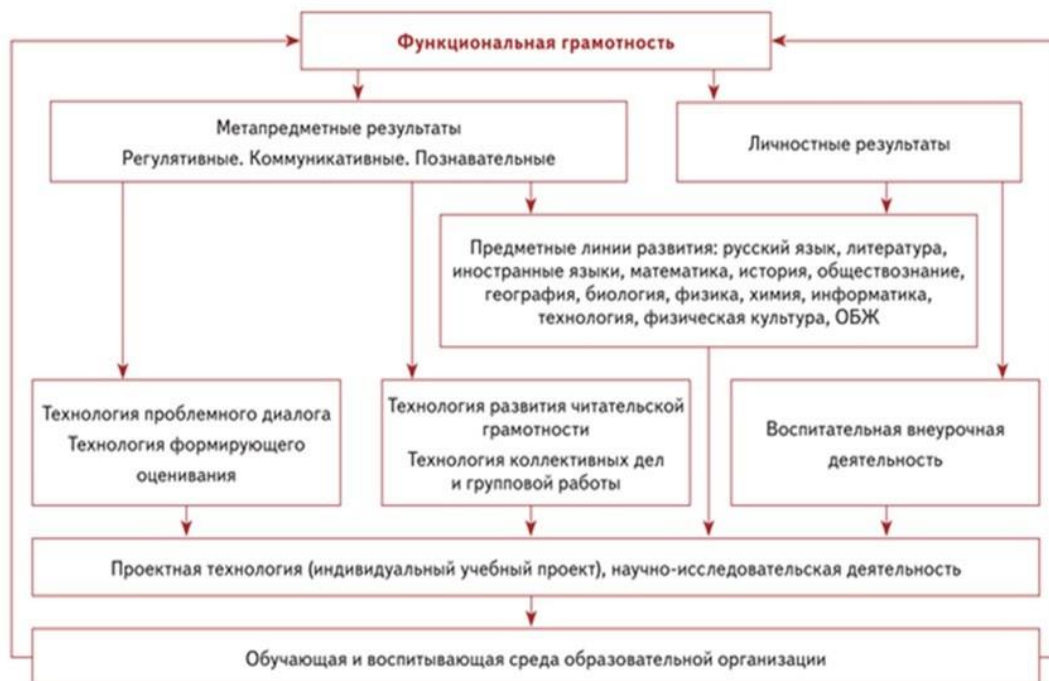 Функциональная грамотность
Метапредметные результаты
Регулятивные. Коммуникативные. Познавательные
Личностные результаты
Предметные линии развития: русский язык, литература,
иностранные языки, математика, история, обществознание,
география, биология, физика, химия, информатика,
технология, физическая культура, ОБЖ
Технология проблемного диалога
Технология формирующего
оценивания
Технология развития читательской
грамотности
Технология коллективных дел
и групповой работы
Воспитательная внеурочная
деятельность
Проектная технология (индивидуальный учебный проект), научно-исследовательская деятельность
Обучающая и воспитывающая среда образовательной организации